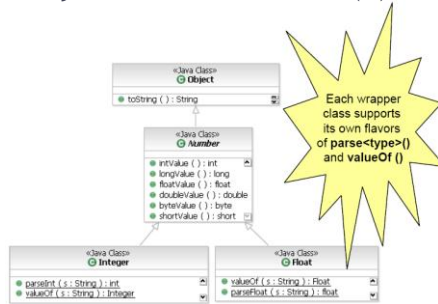 «Java Class»
Object
toString ( ) : String
Each wrapper
class supports
its own flavors
of parse<type>()
and valueOf ()
«Java Class»
Number
intValue ( ) : int
longValue ( ) : long
floatValue ( ) : float
doubleValue ( ) : double
byteValue ( ) : byte
shortValue ( ) : short
«Java Class»
Integer
parseInt ( s : String ) : int
valueOf ( s : String ) : Integer
«Java Class»
Float
valueOf ( s : String ) : Float
parseFloat ( s : String ) : float